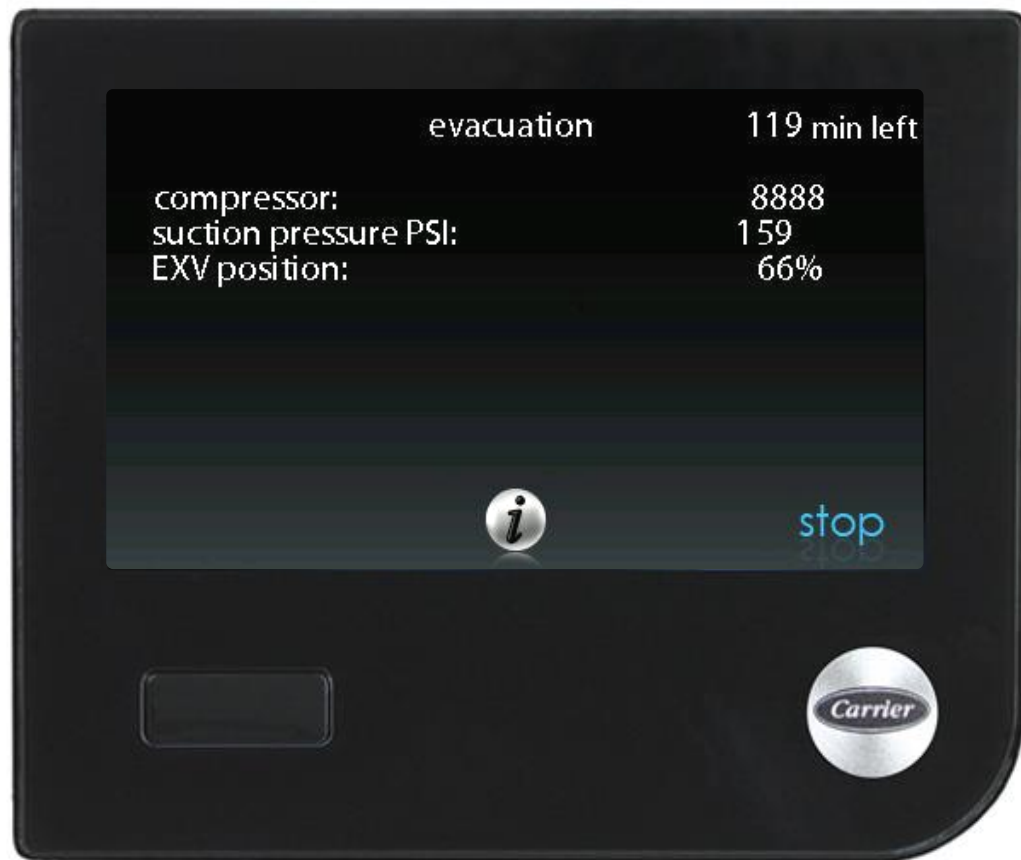 evacuation 119 min left
compressor: 8888
suction pressure PSI: 159
EXV position: 66%
i
stop
Carrier